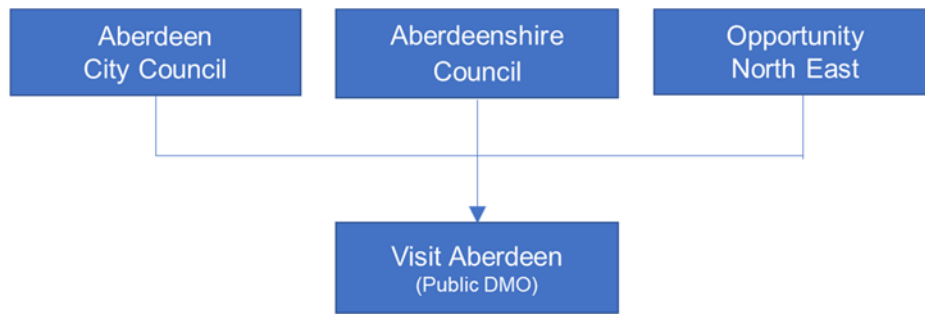 Aberdeen
City Council
Aberdeenshire
Council
Opportunity
North East
Visit Aberdeen
(Public DMO)